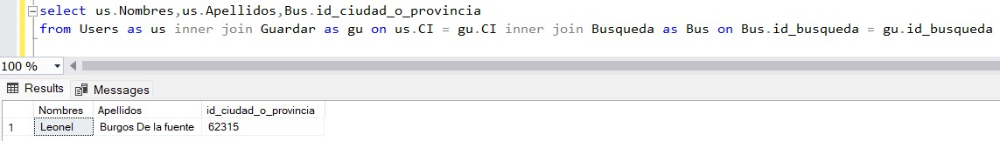 select us.Nombres,us.Apellidos,Bus.id_ciudad_o_provincia
from Users as us inner join Guardar as gu on us.CI = gu.CI inner join Busqueda as Bus on Bus.id_busqueda = gu.id_busqueda
100 %
Results Messages
Nombres Apellidos id_ciudad_o_provincia
1 Leonel Burgos De la fuente 62315